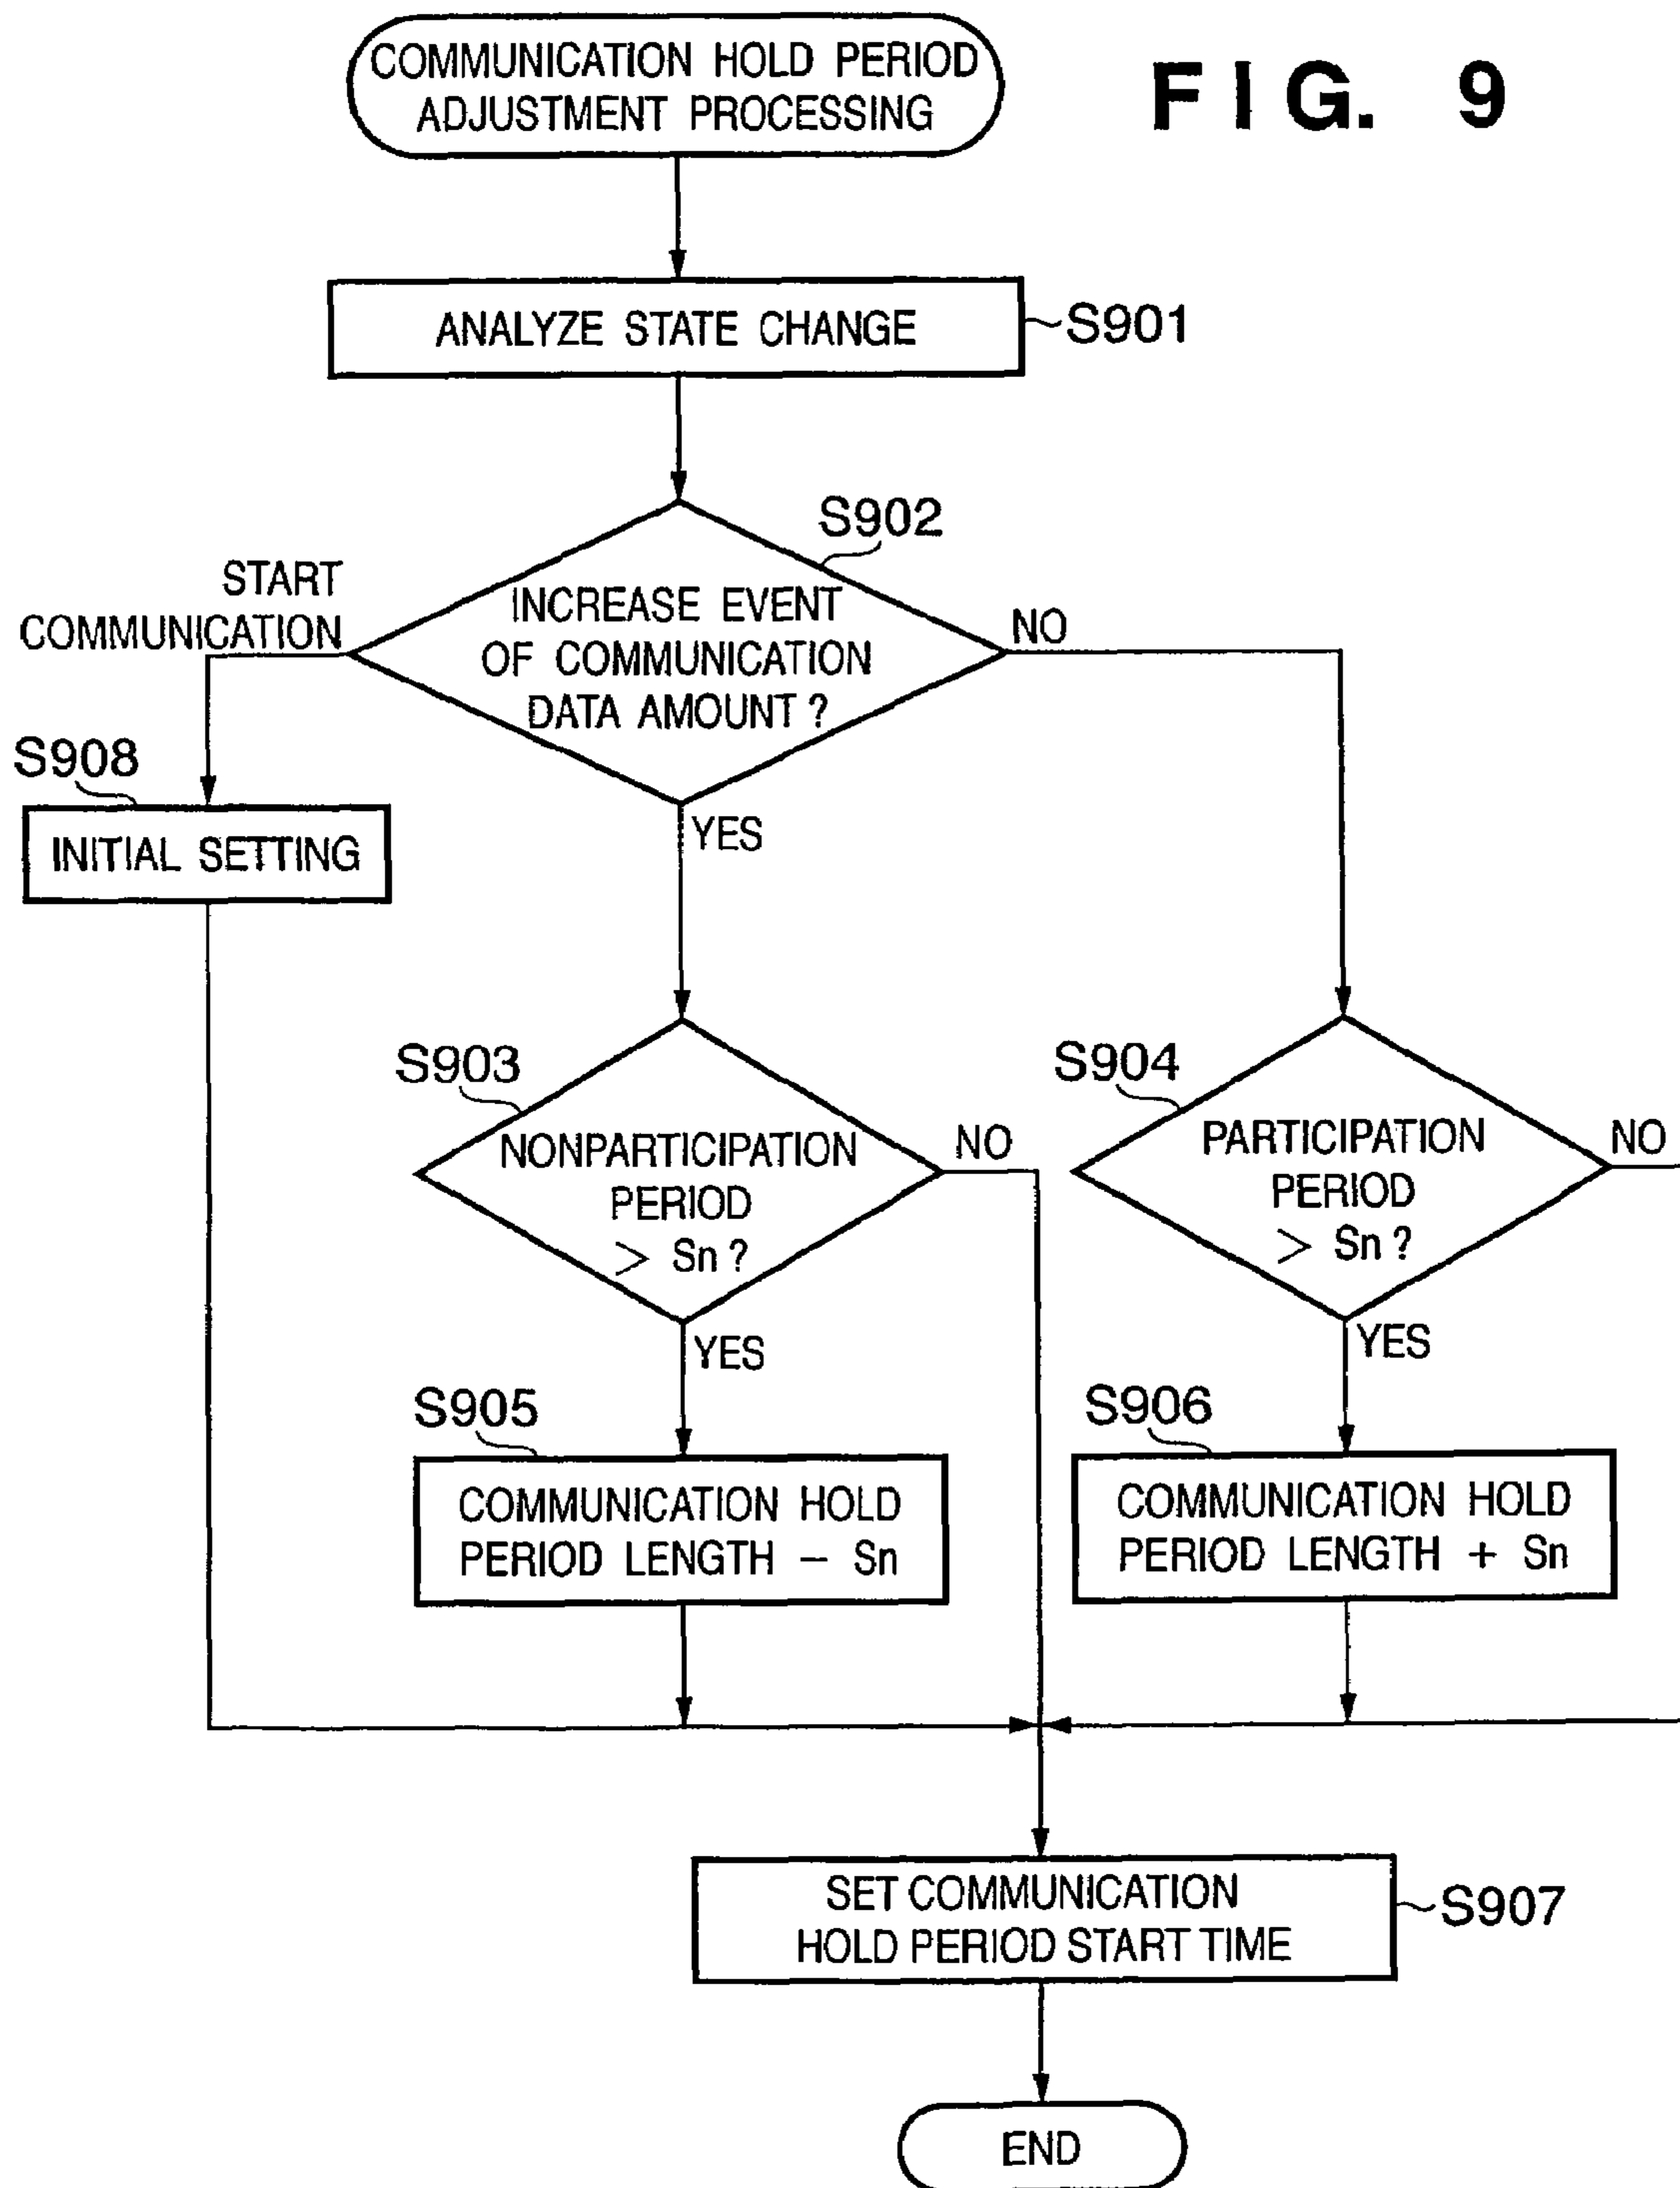 COMMUNICATION HOLD PERIOD
ADJUSTMENT PROCESSING
FIG. 9
ANALYZE STATE CHANGE
S901
S902
START
COMMUNICATION
INCREASE EVENT
OF COMMUNICATION
DATA AMOUNT ?
NO
S908
INITIAL SETTING
YES
S903
NONPARTICIPATION
PERIOD
> Sn ?
NO
S904
PARTICIPATION
PERIOD
> Sn ?
NO
YES
YES
S905
COMMUNICATION HOLD
PERIOD LENGTH − Sn
S906
COMMUNICATION HOLD
PERIOD LENGTH + Sn
SET COMMUNICATION
HOLD PERIOD START TIME
S907
END